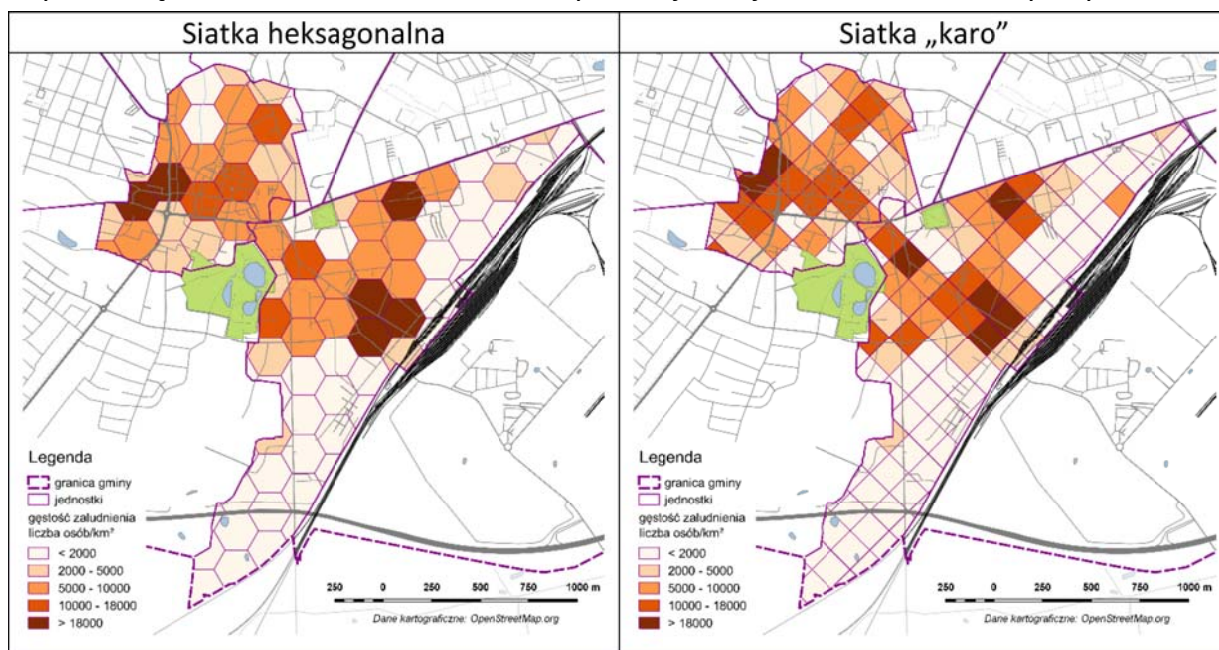 Siatka heksagonalna
Legenda
granica gminy
jednostki
gęstość zaludnienia
liczba osób/km²
< 2000
2000 - 5000
5000 - 10000
10000 - 18000
> 18000
250 0 250 500 750 1000 m
Dane kartograficzne: OpenStreetMap.org
Siatka „karo”
Legenda
granica gminy
jednostki
gęstość zaludnienia
liczba osób/km²
< 2000
2000 - 5000
5000 - 10000
10000 - 18000
> 18000
250 0 250 500 750 1000 m
Dane kartograficzne: OpenStreetMap.org